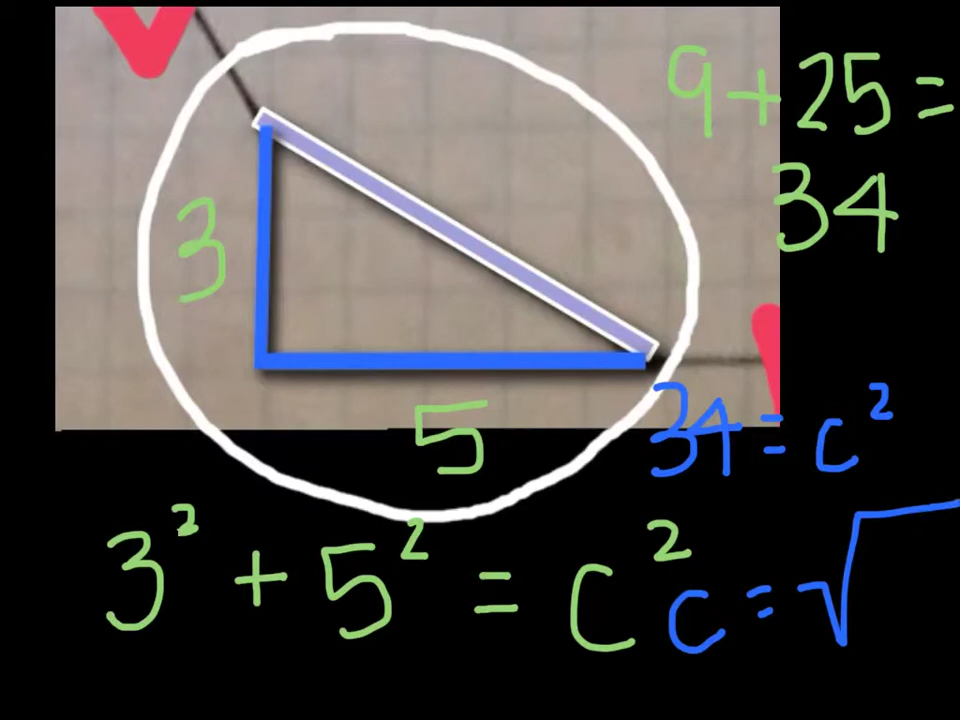 9+25=
34
3
5
34=c²
3²+5²=c²
c=√